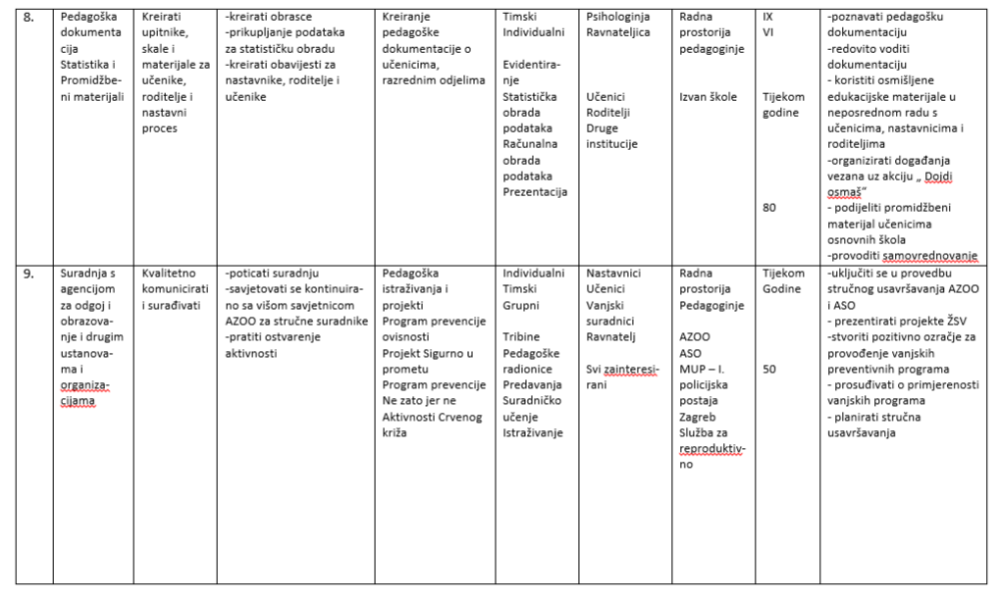 8.
Pedagoška
dokumenta
cija
Statistika i
Promidžbe-
ni materijali
Kreirati
upitnike,
skale i
materijale za
učenike,
roditelje i
nastavni
proces
-kreirati obrasce
-prikupljanje podataka
za statističku obradu
-kreirati obavijesti za
nastavnike, roditelje i
učenike
Kreiranje
pedagoške
dokumentacije o
učenicima,
razrednim odjelima
Timski
Individualni
Evidentira-
nje
Statistička
obrada
podataka
Računalna
obrada
podataka
Prezentacija
Psihologinja
Ravnateljica
Učenici
Roditelji
Druge
institucije
Radna
prostorija
pedagoginje
Izvan škole
IX
VI
Tijekom
godine
80
-poznavati pedagošku
dokumentaciju
-redovito voditi
dokumentaciju
- koristiti osmišljene
edukacijske materijale u
neposrednom radu s
učenicima, nastavnicima i
roditeljima
-organizirati događanja
vezana uz akciju „ Dojdi
osmaš“
- podijeliti promidžbeni
materijal učenicima
osnovnih škola
-provoditi samovrednovanje
9.
Suradnja s
agencijom
za odgoj i
obrazova-
nje i drugim
ustanova-
ma i
organiza-
cijama
Kvalitetno
komunicirati
i surađivati
-poticati suradnju
-savjetovati se kontinuira-
no sa višom savjetnicom
AZOO za stručne suradnike
-pratiti ostvarenje
aktivnosti
Pedagoška
istraživanja i
projekti
Program prevencije
ovisnosti
Projekt Sigurno u
prometu
Program prevencije
Ne zato jer ne
Aktivnosti Crvenog
križa
Individualni
Timski
Grupni
Tribine
Pedagoške
radionice
Predavanja
Suradničko
učenje
Istraživanje
Nastavnici
Učenici
Vanjski
suradnici
Ravnatelj
Svi zainteresi-
rani
Radna
prostorija
Pedagoginje
AZOO
ASO
MUP – I.
policijska
postaja
Zagreb
Služba za
reproduktiv-
no
Tijekom
Godine
50
-uključiti se u provedbu
stručnog usavršavanja AZOO
i ASO
- prezentirati projekte ŽSV
-stvoriti pozitivno ozračje za
provođenje vanjskih
preventivnih programa
- prosuđivati o primjerenosti
vanjskih programa
- planirati stručna
usavršavanja